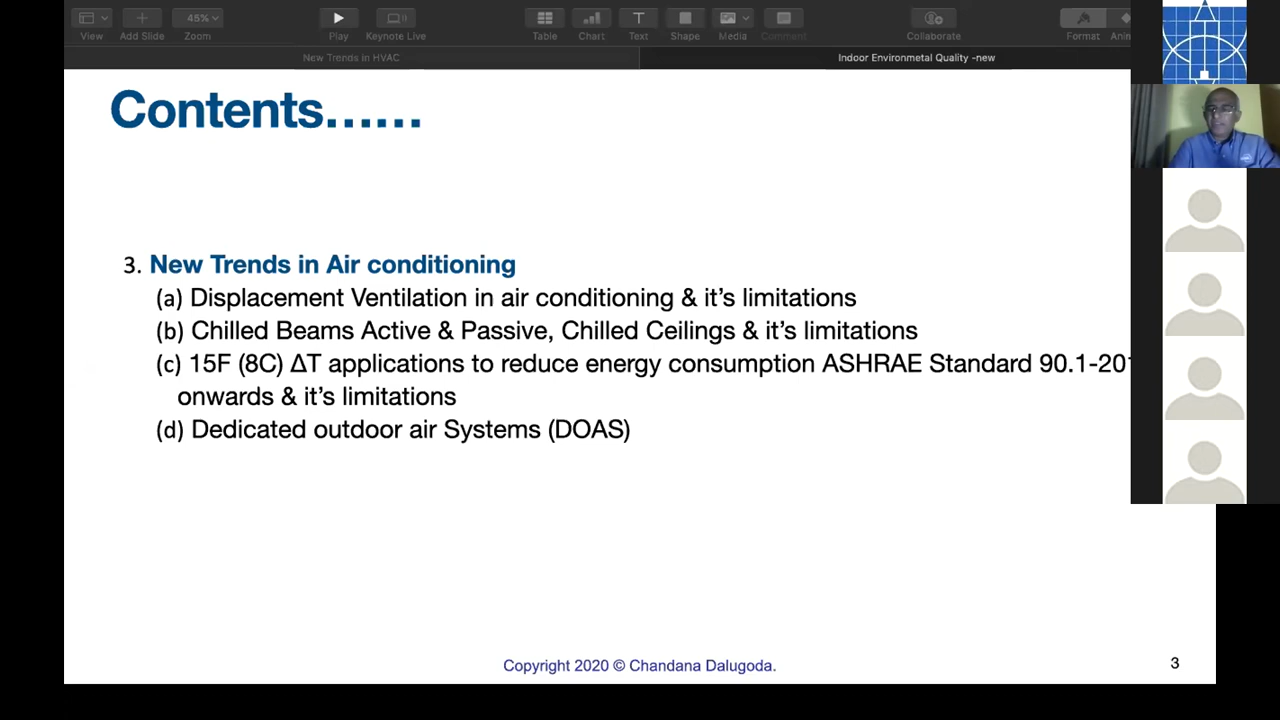 View
Add Slide
45%
Zoom
Play
Keynote Live
Table
Chart
Text
Shape
Media
Comment
Collaborate
Format
New Trends in HVAC
Indoor Environmetal Quality -new
Contents......
3. New Trends in Air conditioning
(a) Displacement Ventilation in air conditioning & it's limitations
(b) Chilled Beams Active & Passive, Chilled Ceilings & it's limitations
(c) 15F (8C) ΔT applications to reduce energy consumption ASHRAE Standard 90.1-20
onwards & it's limitations
(d) Dedicated outdoor air Systems (DOAS)
Copyright 2020 © Chandana Dalugoda.
3